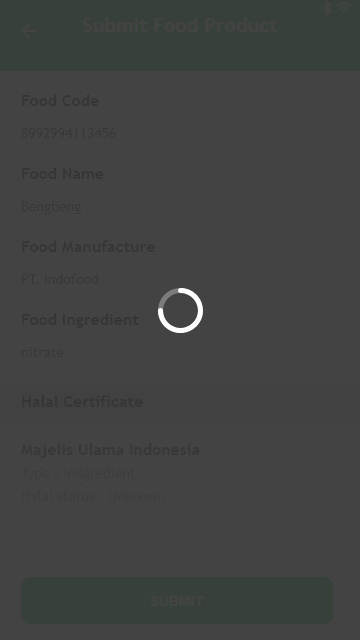 Submit Food Product
Food Code
8992994113456
Food Name
Bengbeng
Food Manufacture
PT. Indofood
Food Ingredient
nitrate
Halal Certificate
Majelis Ulama Indonesia
Type : Indgredient
Halal status : Unknown
SUBMIT